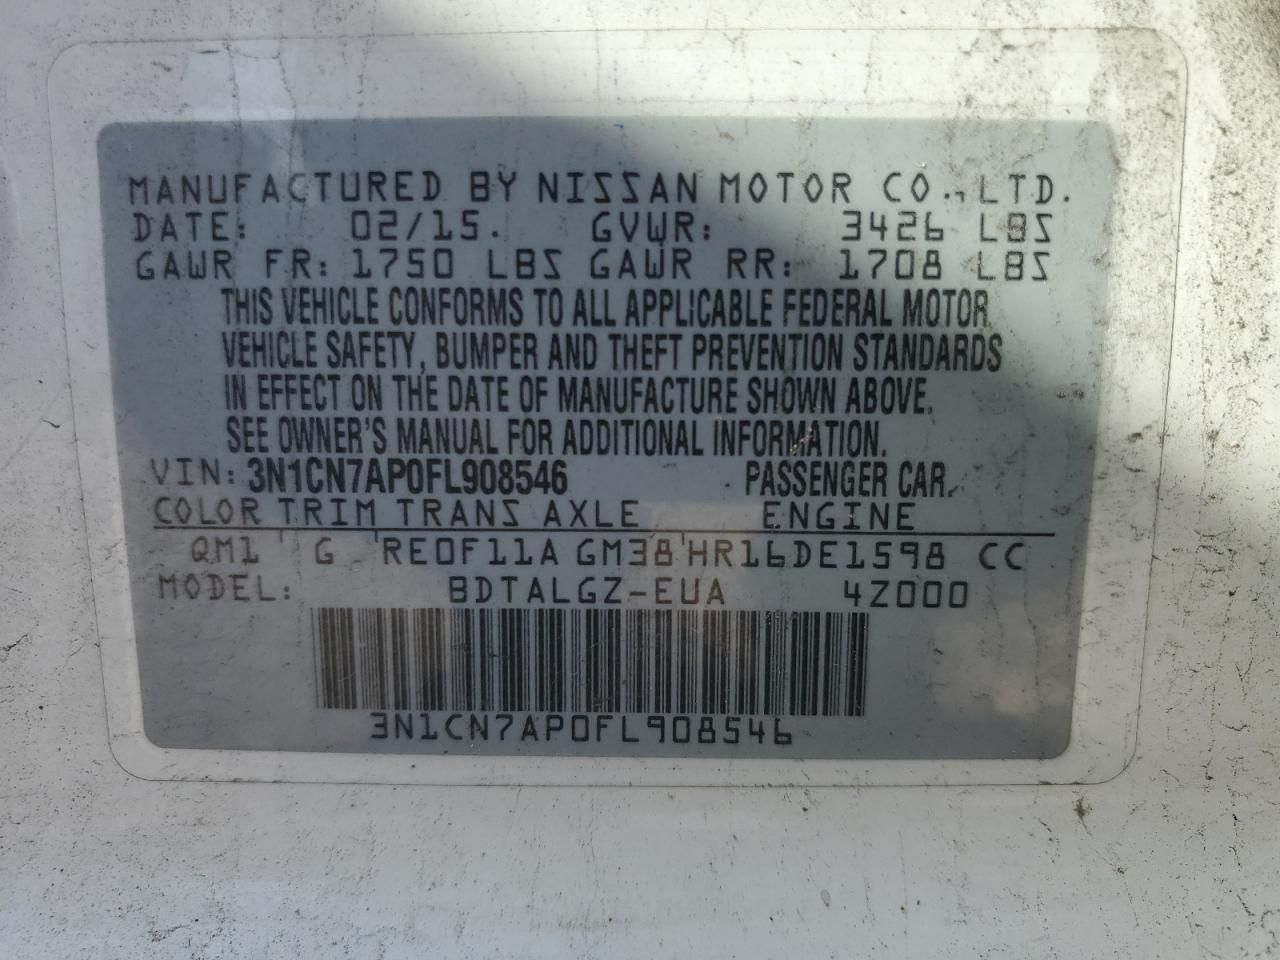 MANUFACTURED BY NISSAN MOTOR CO., LTD.
DATE: 02/15. GVWR: 3426 LBS
GAWR FR: 1750 LBS GAWR RR: 1708 LBS
THIS VEHICLE CONFORMS TO ALL APPLICABLE FEDERAL MOTOR
VEHICLE SAFETY, BUMPER AND THEFT PREVENTION STANDARDS
IN EFFECT ON THE DATE OF MANUFACTURE SHOWN ABOVE.
SEE OWNER'S MANUAL FOR ADDITIONAL INFORMATION.
VIN: 3N1CN7AP0FL908546 PASSENGER CAR.
COLOR TRIM TRANS AXLE ENGINE
QM1 ' G 'RE0F11A GM38'HR16DE1598 CC
MODEL: BDTALGZ-EUA 4Z000
3N1CN7AP0FL908546